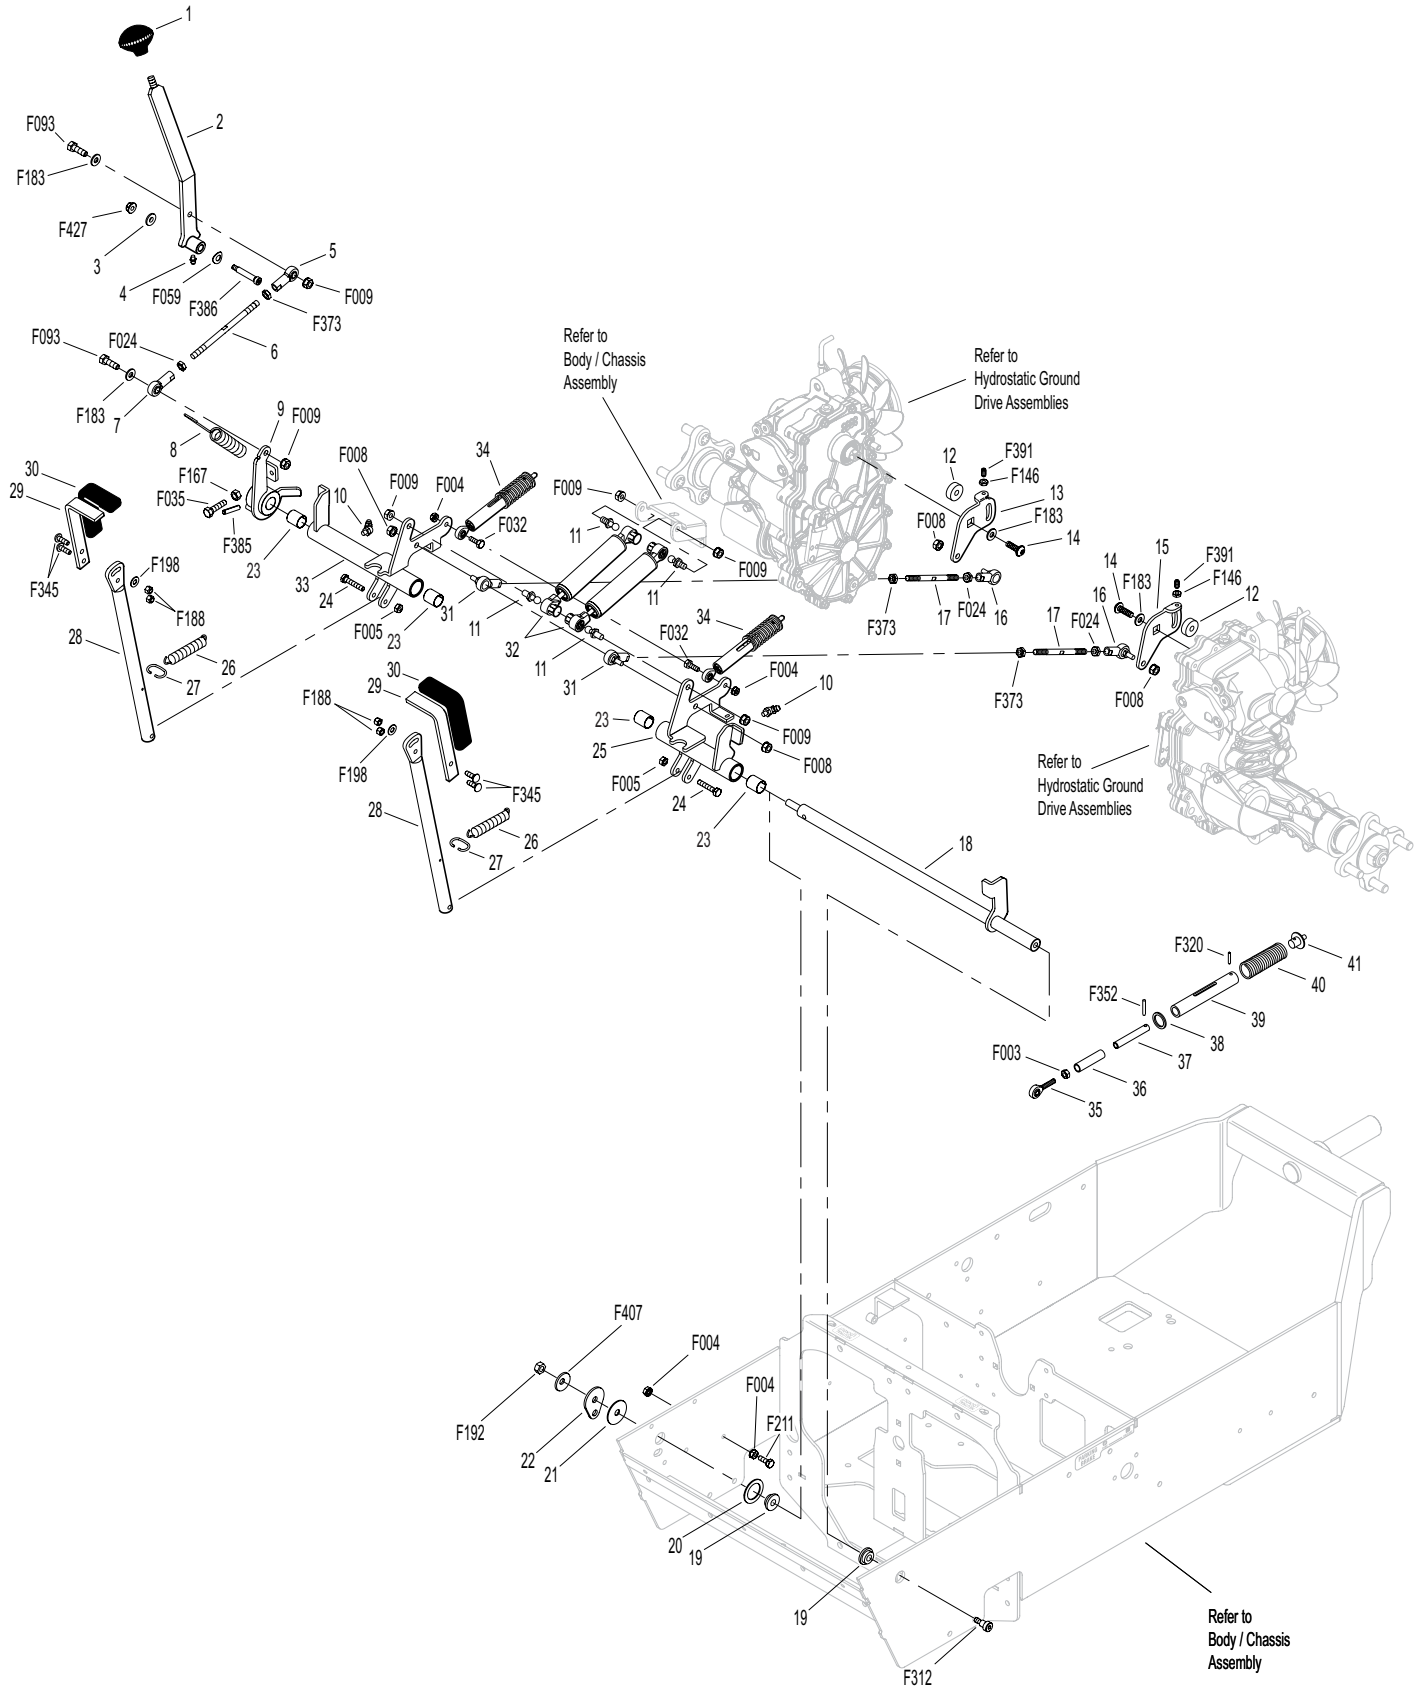 1
2
F093
F183
F427
3
4
F059
F386
5
F009
F373
6
F093
F024
F183
7
8
9
F009
F167
F035
F385
23
30
29
F345
F198
F188
28
26
27
33
24
10
F008
F009
F004
34
F032
F005
23
31
11
32
11
31
Refer to
Body / Chassis
Assembly
F009
11
F009
11
Refer to
Hydrostatic Ground
Drive Assemblies
12
F391
F146
13
F183
F008
14
F373
17
F024
16
14
F183
15
F391
F146
12
16
17
F024
F373
F008
Refer to
Hydrostatic Ground
Drive Assemblies
34
F032
F004
10
F009
F008
30
29
F188
F198
F345
28
26
27
23
25
F005
24
23
18
F320
41
40
39
F352
38
37
F003
36
35
F407
F004
F192
22
21
F004
F211
20
19
19
F312
Refer to
Body / Chassis
Assembly